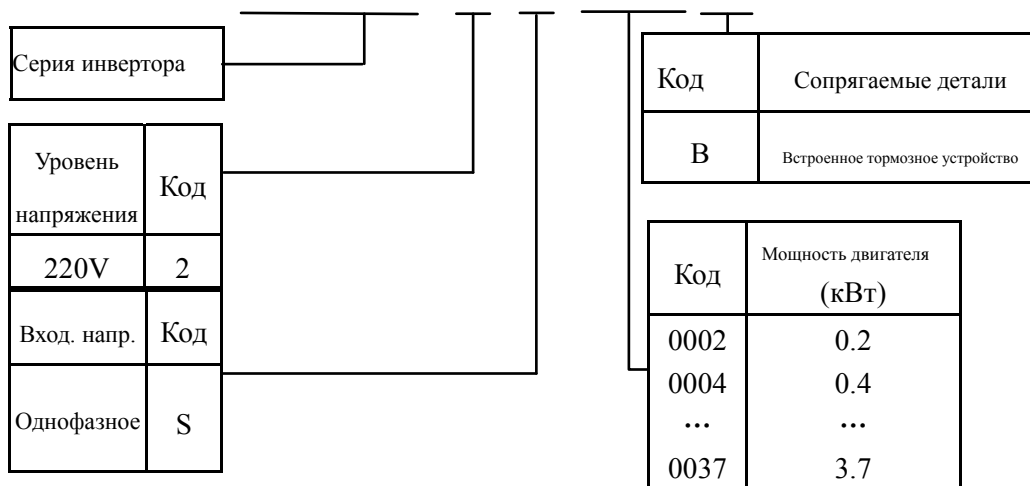 Серия инвертора
Уровень
напряжения
Код
220V 2
Вход. напр. Код
Однофазное S
Код Сопрягаемые детали
B Встроенное тормозное устройство
Код
Мощность двигателя
(кВт)
0002 0.2
0004 0.4
... ...
0037 3.7